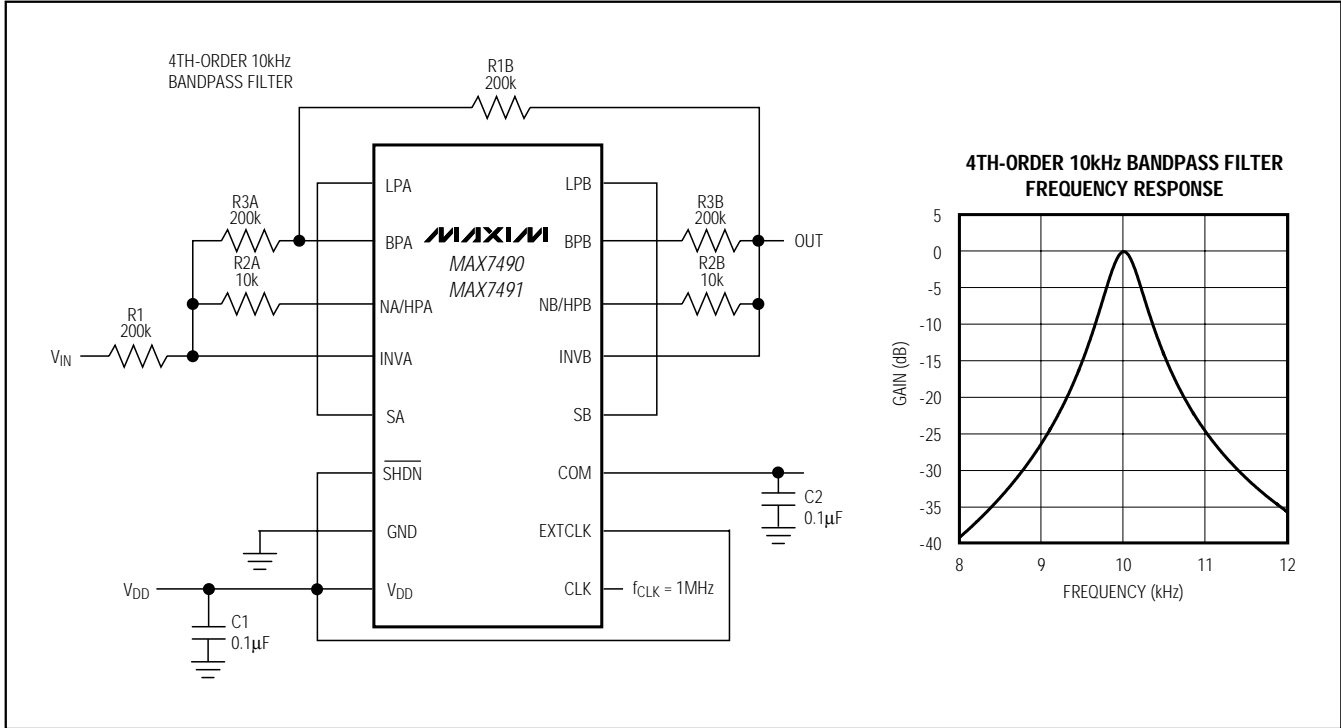 4TH-ORDER 10kHz
BANDPASS FILTER
R1B
200k
LPA
LPB
R3A
200k
BPA
MAXIM
MAX7490
MAX7491
BPB
R3B
200k
OUT
R2A
10k
NA/HPA
NB/HPB
R2B
10k
R1
200k
VIN
INVA
INVB
SA
SB
SHDN
COM
C2
0.1µF
GND
EXTCLK
VDD
VDD
CLK
fCLK = 1MHz
C1
0.1µF
4TH-ORDER 10kHz BANDPASS FILTER
FREQUENCY RESPONSE
GAIN (dB)
5
0
-5
-10
-15
-20
-25
-30
-35
-40
8 9 10 11 12
FREQUENCY (kHz)